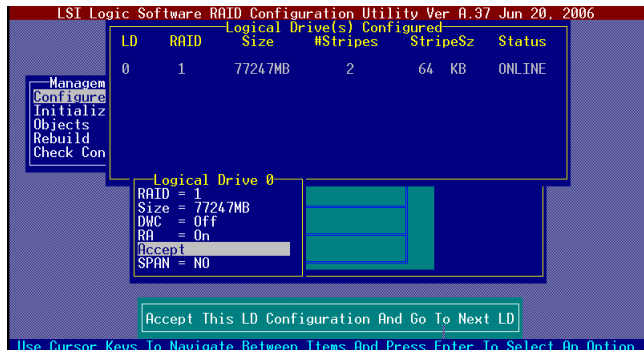 LSI Logic Software RAID Configuration Utility Ver A.37 Jun 20, 2006
Logical Drive(s) Configured
LD RAID Size #Stripes StripeSz Status
0 1 77247MB 2 64 KB ONLINE
Managem
Configure
Initializ
Objects
Rebuild
Check Con
Logical Drive 0
RAID = 1
Size = 77247MB
DWC = Off
RA = On
Accept
SPAN = NO
Accept This LD Configuration And Go To Next LD
Use Cursor Keys To Navigate Between Items And Press Enter To Select An Option